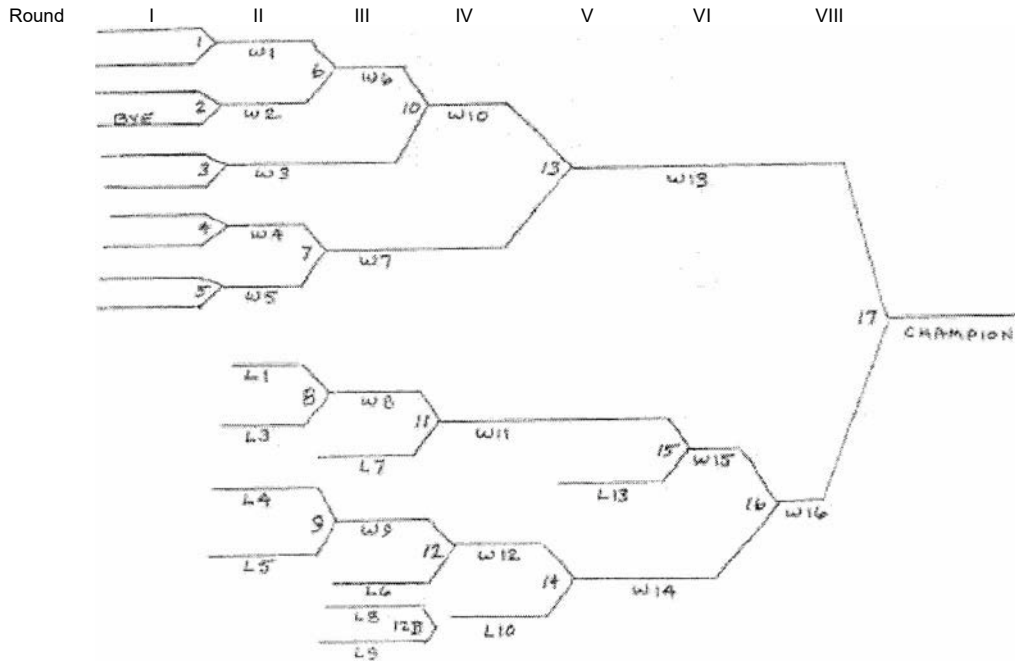 Round I II III IV V VI VIII
1
W1
6
W6
2
BYE
W2
10
W10
3
W3
13
W13
4
W4
7
W7
5
W5
17
CHAMPION
L1
8
W8
L3
11
W11
L7
15
W15
L13
L4
16
W16
9
W9
L5
12
W12
L6
14
W14
L8
12B
L10
L9